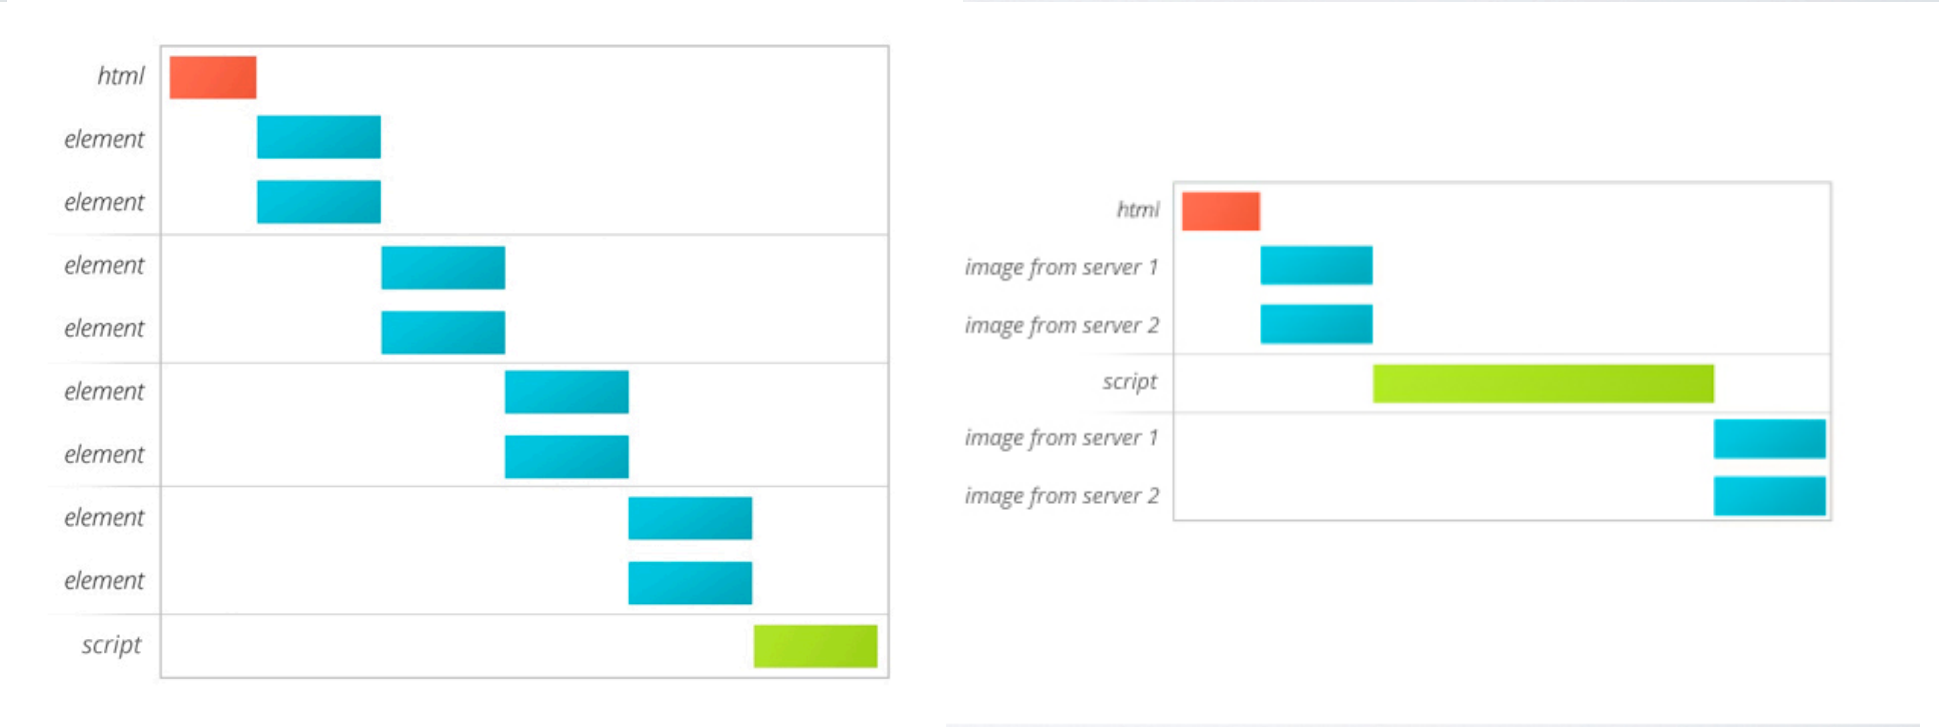 html
element
element
element
element
element
element
element
element
script
html
image from server 1
image from server 2
script
image from server 1
image from server 2